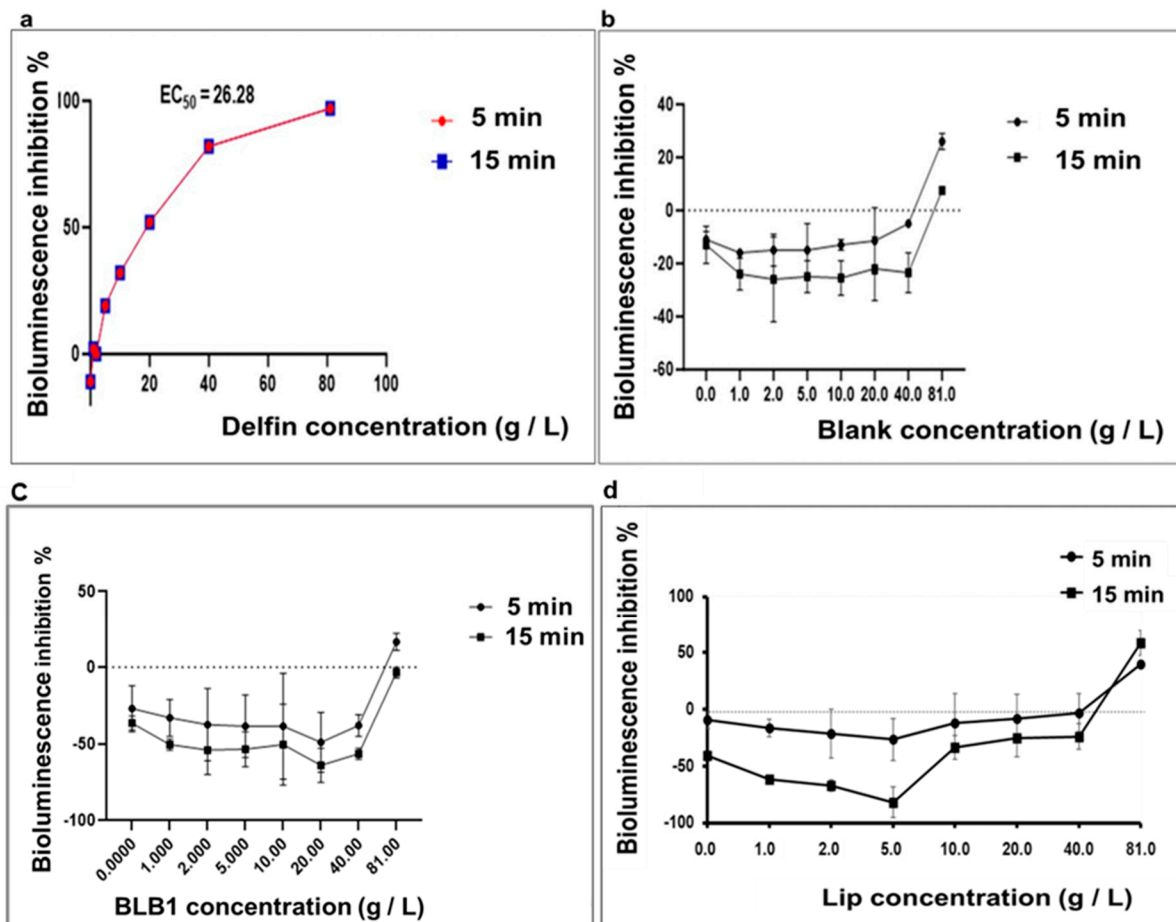 a
Bioluminescence inhibition %
EC50 = 26.28
5 min
15 min
100
50
0
20
40
60
80
100
Delfin concentration (g / L)
b
Bioluminescence inhibition %
5 min
15 min
40
20
0
-20
-40
-60
0.0 1.0 2.0 5.0 10.0 20.0 40.0 81.0
Blank concentration (g / L)
C
Bioluminescence inhibition %
5 min
15 min
50
0
-50
-100
0.0000 1.000 2.000 5.000 10.00 20.00 40.00 81.00
BLB1 concentration (g / L)
d
Bioluminescence inhibition %
5 min
15 min
100
50
0
-50
-100
0.0 1.0 2.0 5.0 10.0 20.0 40.0 81.0
Lip concentration (g / L)